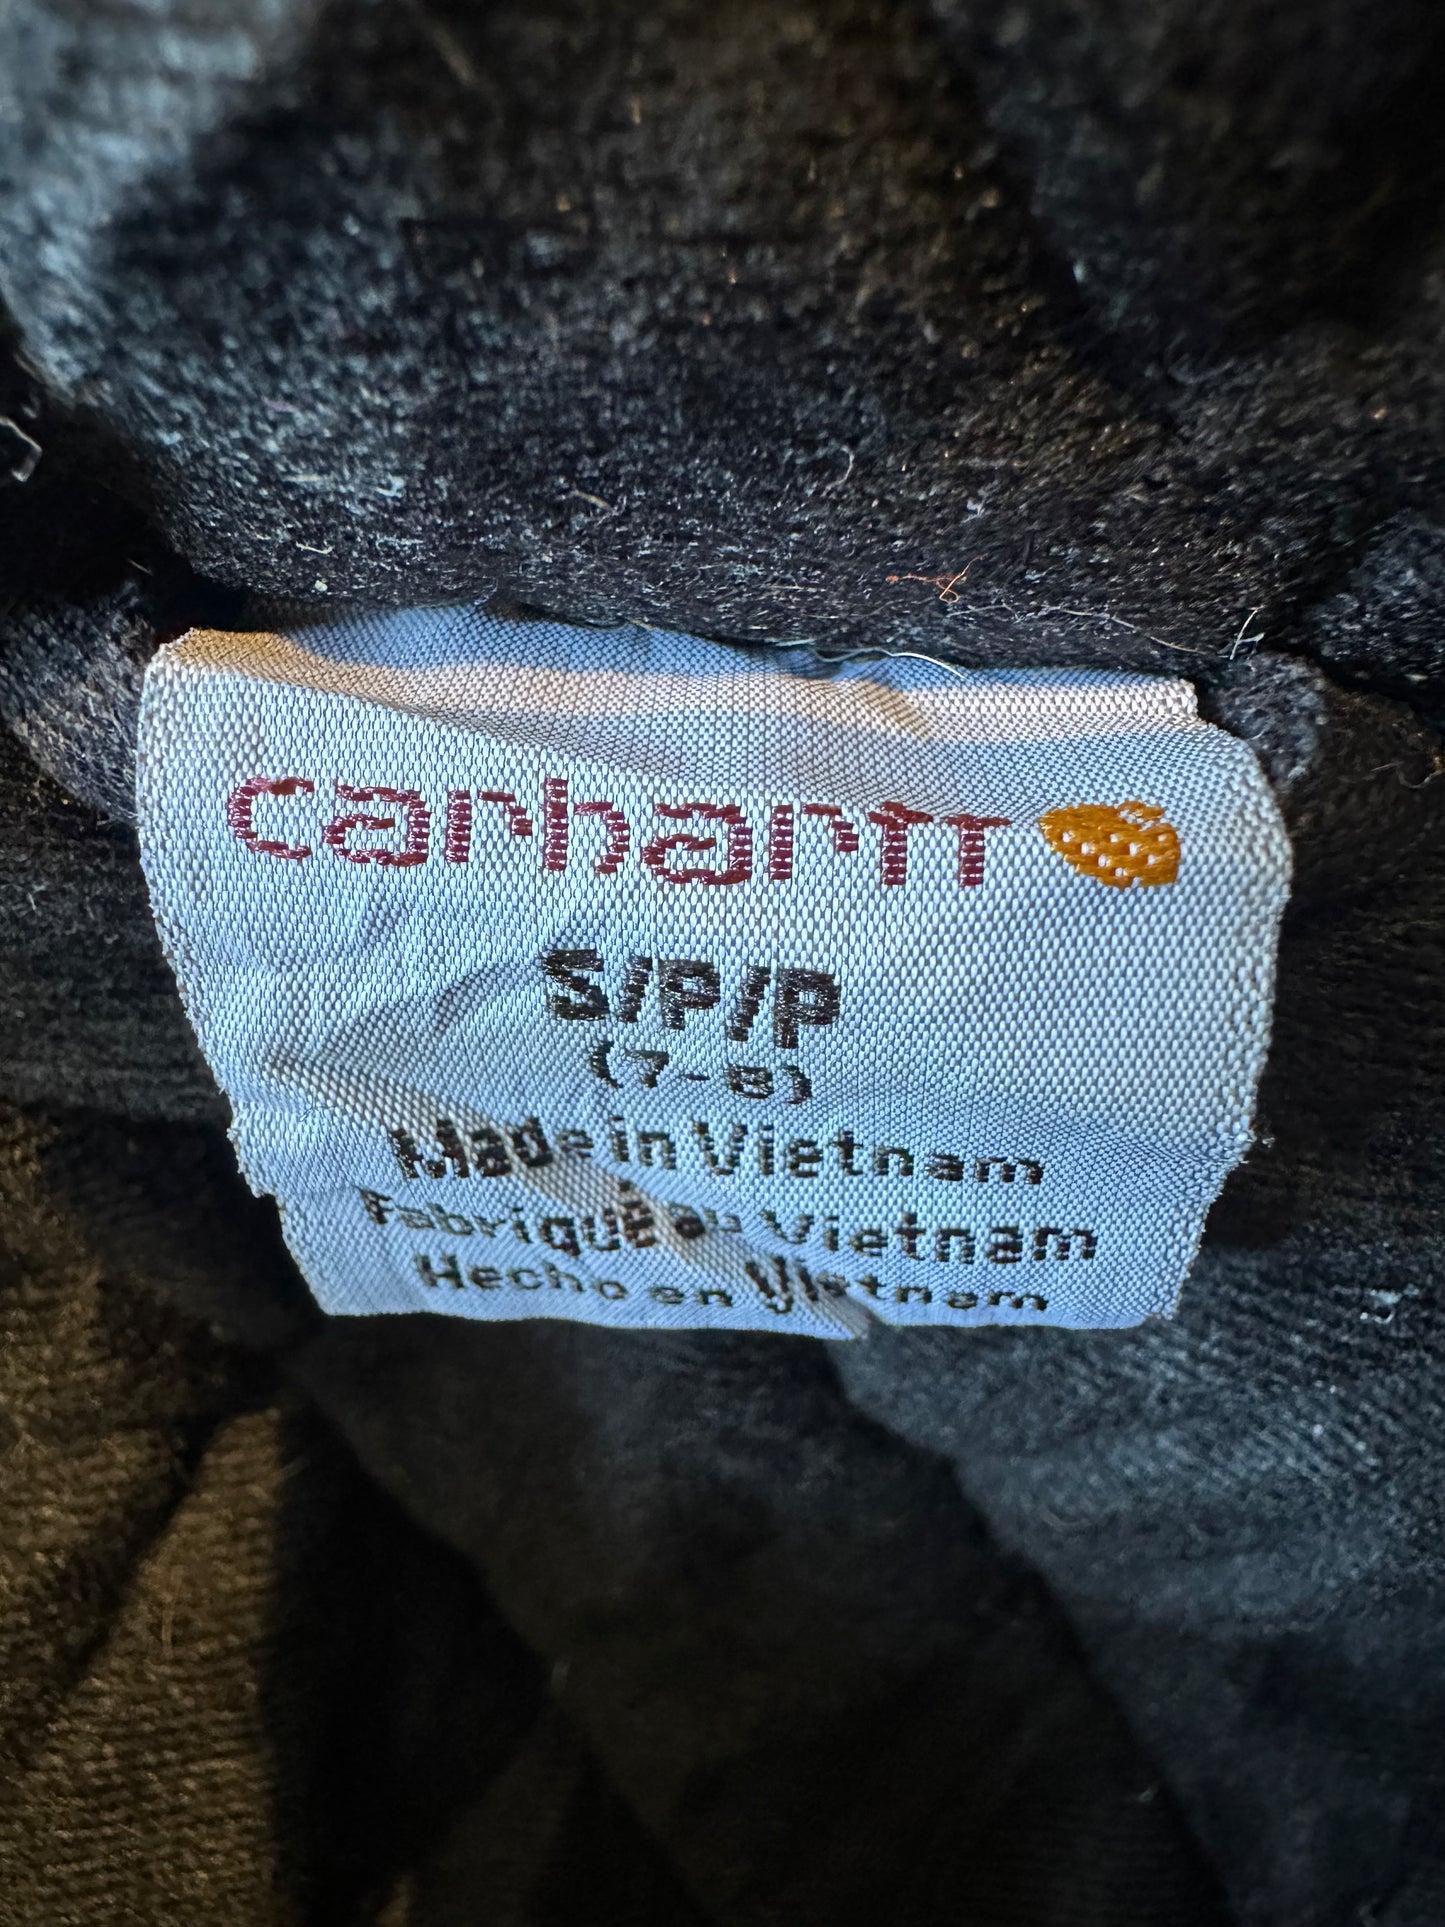 carhartt
S/P/P
(7-8)
Made in Vietnam
Fabriqué au Vietnam
Hecho en Vietnam